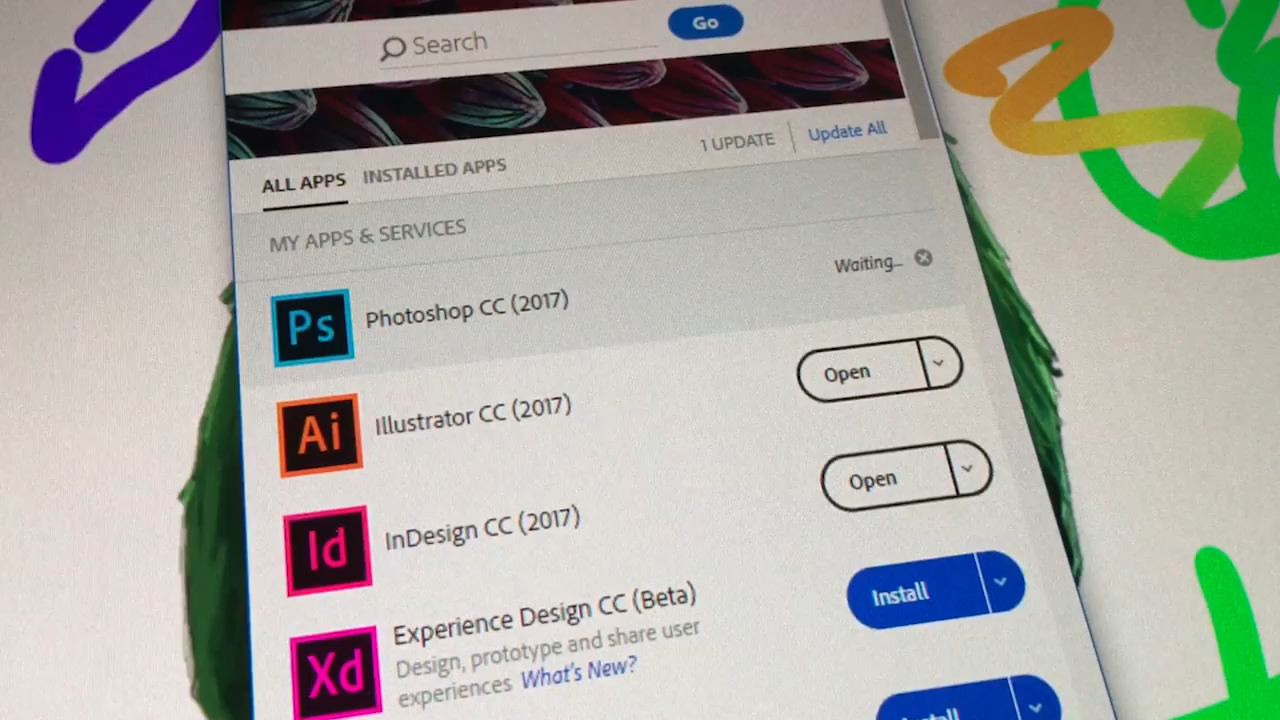 Search
Go
1 UPDATE
Update All
ALL APPS
INSTALLED APPS
MY APPS & SERVICES
Ps
Photoshop CC (2017)
Waiting...
Ai
Illustrator CC (2017)
Open
Id
InDesign CC (2017)
Open
Xd
Experience Design CC (Beta)
Design, prototype and share user
experiences What's New?
Install
Install